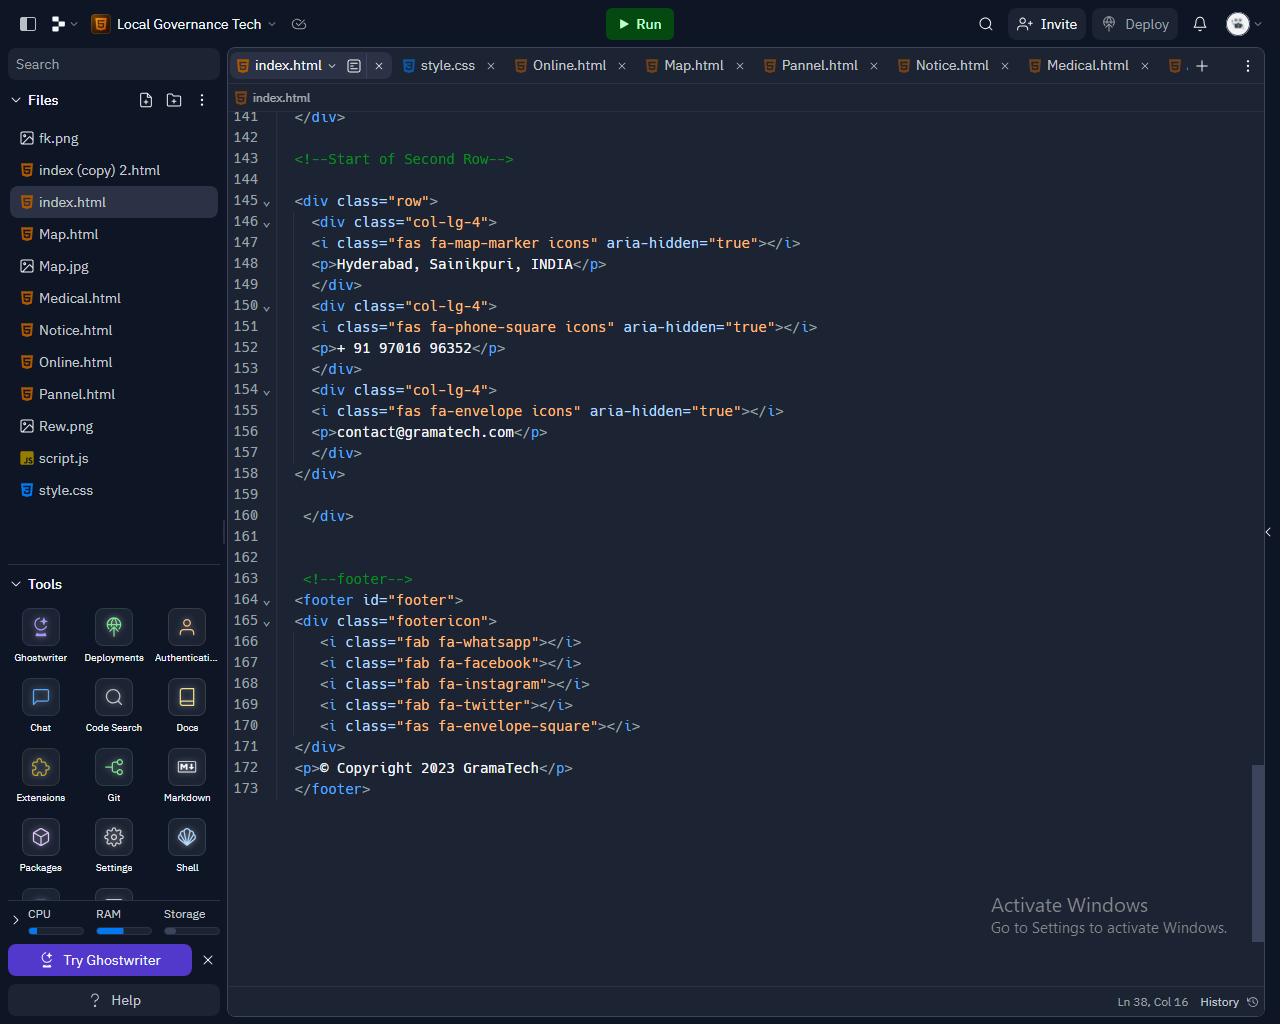 Local Governance Tech
Run
Invite
Deploy
Search
index.html
style.css
Online.html
Map.html
Pannel.html
Notice.html
Medical.html
Files
index.html
fk.png
index (copy) 2.html
index.html
Map.html
Map.jpg
Medical.html
Notice.html
Online.html
Pannel.html
Rew.png
script.js
style.css
141 </div>
142
143 <!--Start of Second Row-->
144
145 <div class="row">
146 <div class="col-lg-4">
147 <i class="fas fa-map-marker icons" aria-hidden="true"></i>
148 <p>Hyderabad, Sainikpuri, INDIA</p>
149 </div>
150 <div class="col-lg-4">
151 <i class="fas fa-phone-square icons" aria-hidden="true"></i>
152 <p>+ 91 97016 96352</p>
153 </div>
154 <div class="col-lg-4">
155 <i class="fas fa-envelope icons" aria-hidden="true"></i>
156 <p>contact@gramatech.com</p>
157 </div>
158 </div>
159
160 </div>
161
162
163 <!--footer-->
164 <footer id="footer">
165 <div class="footericon">
166 <i class="fab fa-whatsapp"></i>
167 <i class="fab fa-facebook"></i>
168 <i class="fab fa-instagram"></i>
169 <i class="fab fa-twitter"></i>
170 <i class="fas fa-envelope-square"></i>
171 </div>
172 <p>© Copyright 2023 GramaTech</p>
173 </footer>
Tools
Ghostwriter
Deployments
Authenticati...
Chat
Code Search
Docs
Extensions
Git
Markdown
Packages
Settings
Shell
CPU
RAM
Storage
Try Ghostwriter
? Help
Activate Windows
Go to Settings to activate Windows.
Ln 38, Col 16
History